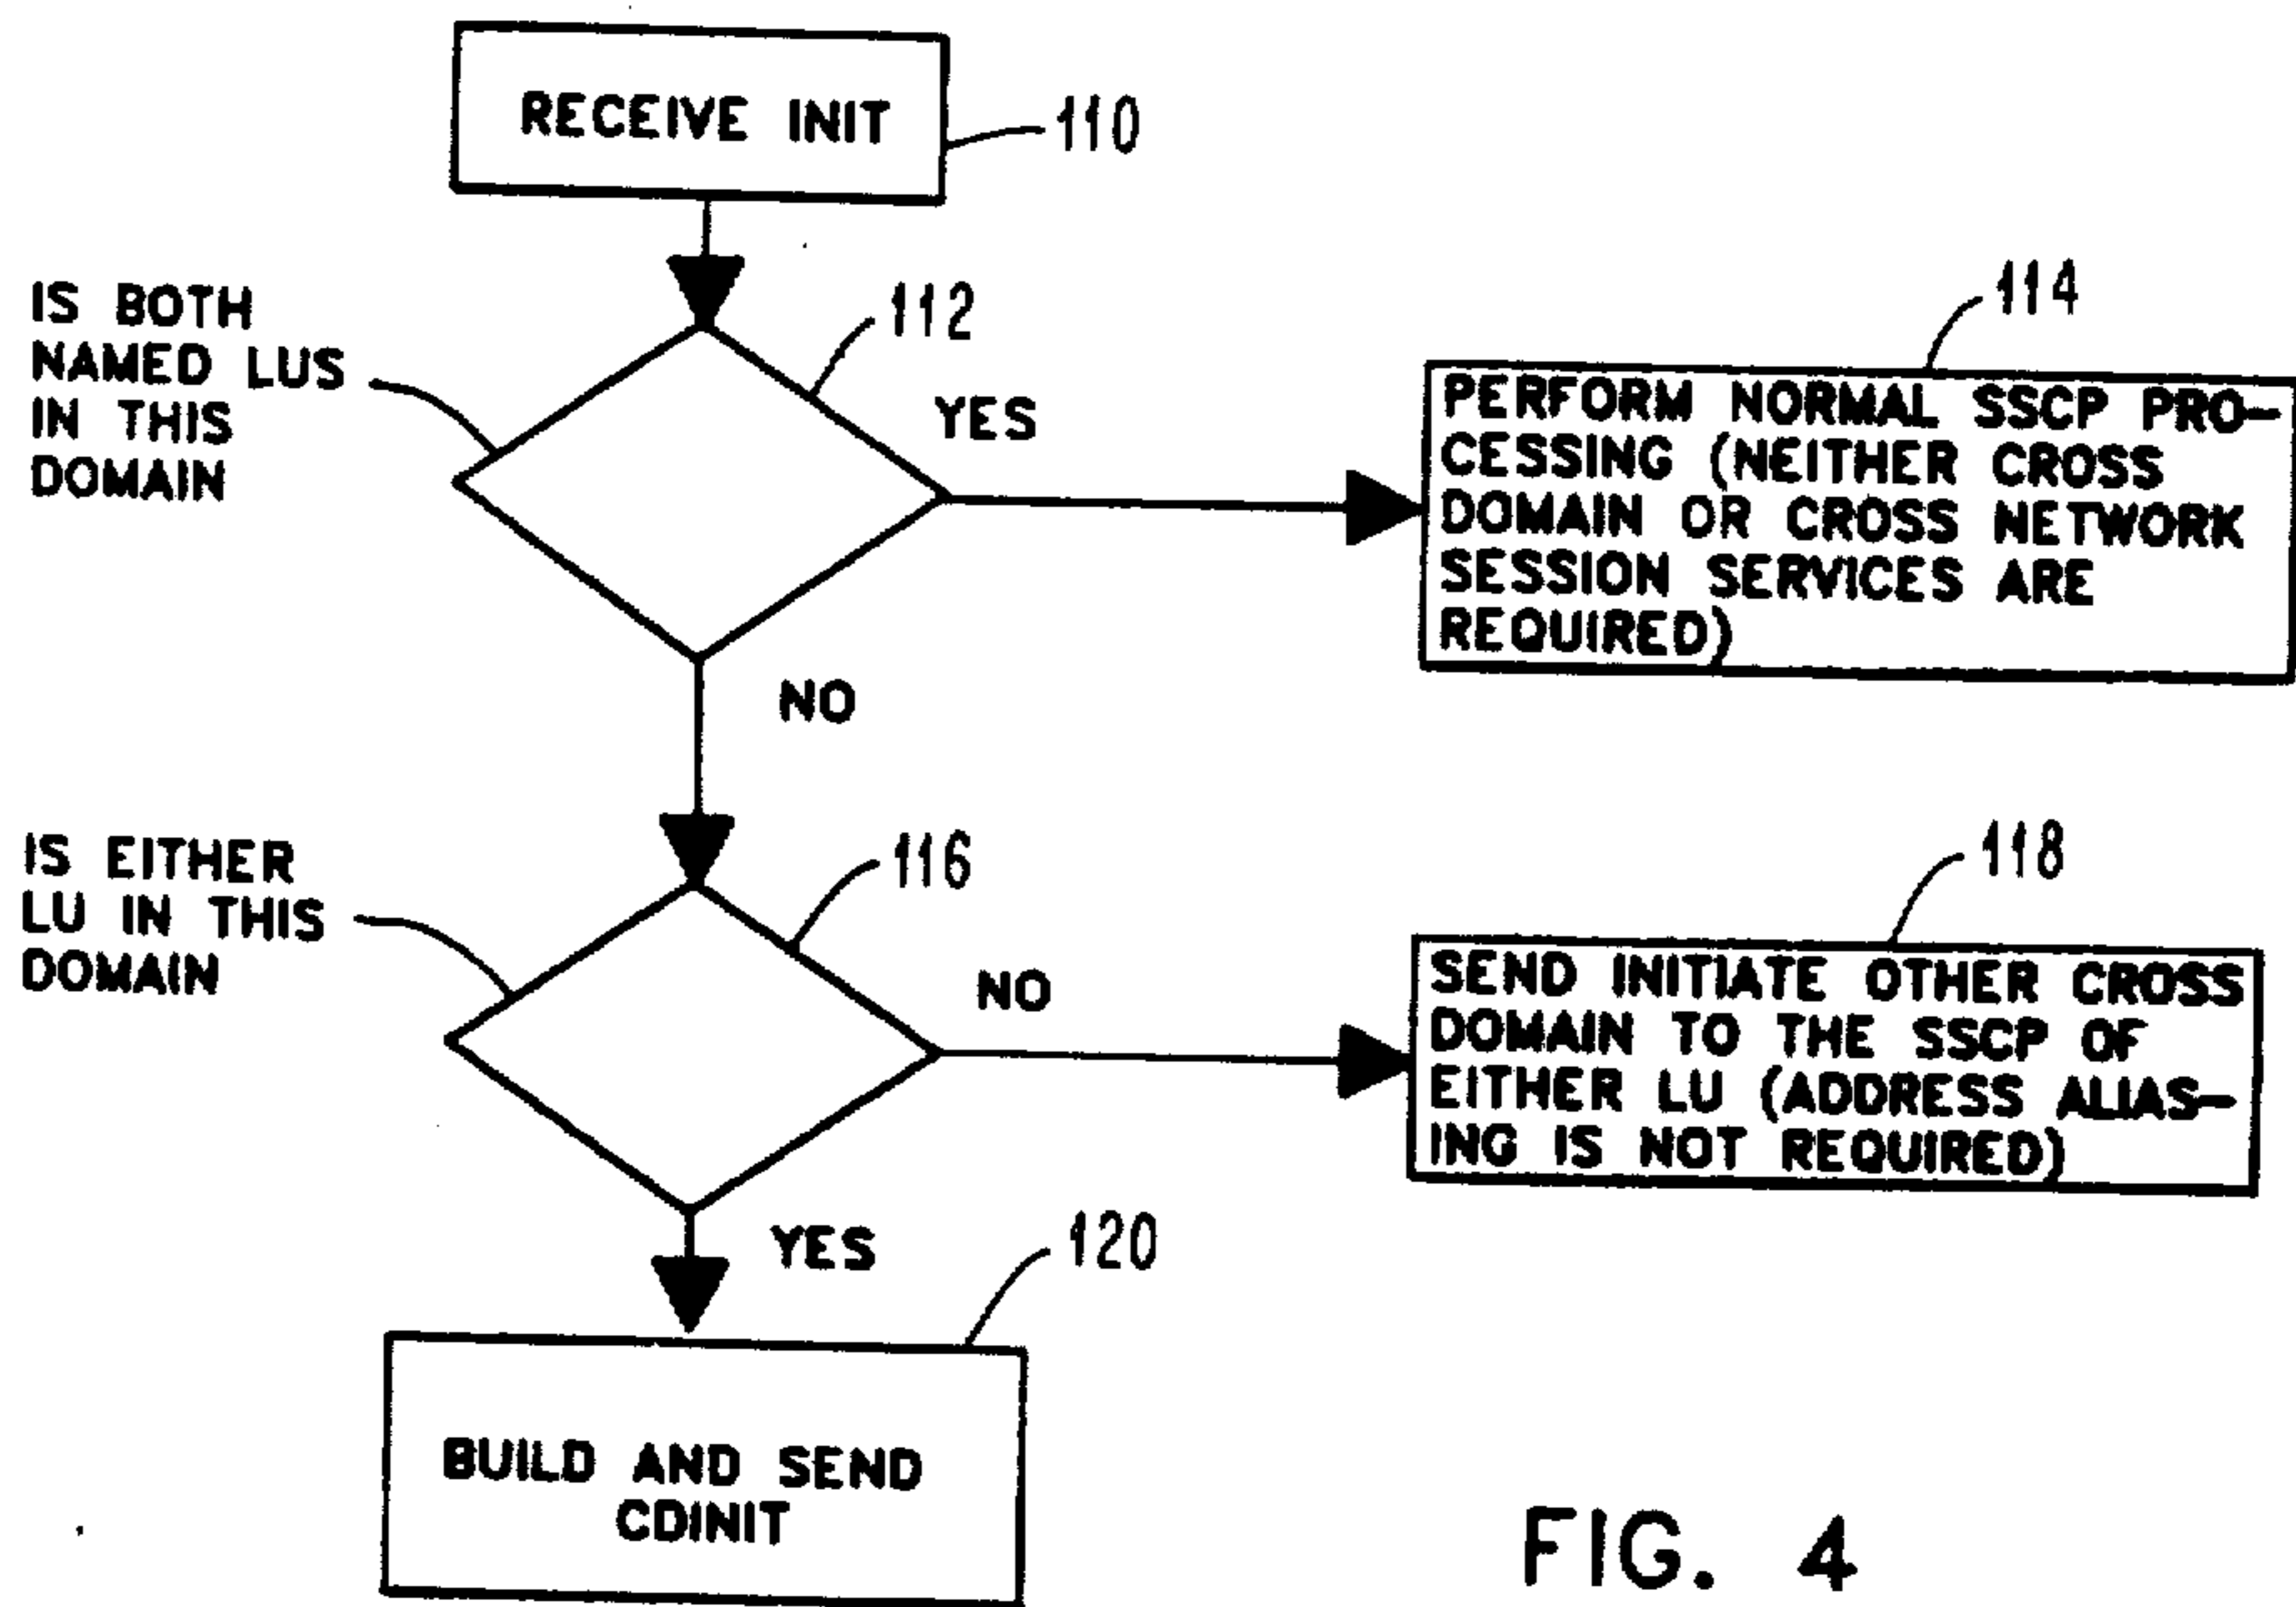 RECEIVE INIT
110
IS BOTH
NAMED LUS
IN THIS
DOMAIN
112
YES
114
PERFORM NORMAL SSCP PRO-
CESSING (NEITHER CROSS
DOMAIN OR CROSS NETWORK
SESSION SERVICES ARE
REQUIRED)
NO
IS EITHER
LU IN THIS
DOMAIN
116
NO
118
SEND INITIATE OTHER CROSS
DOMAIN TO THE SSCP OF
EITHER LU (ADDRESS ALIAS-
ING IS NOT REQUIRED)
YES
120
BUILD AND SEND
CDINIT
FIG. 4